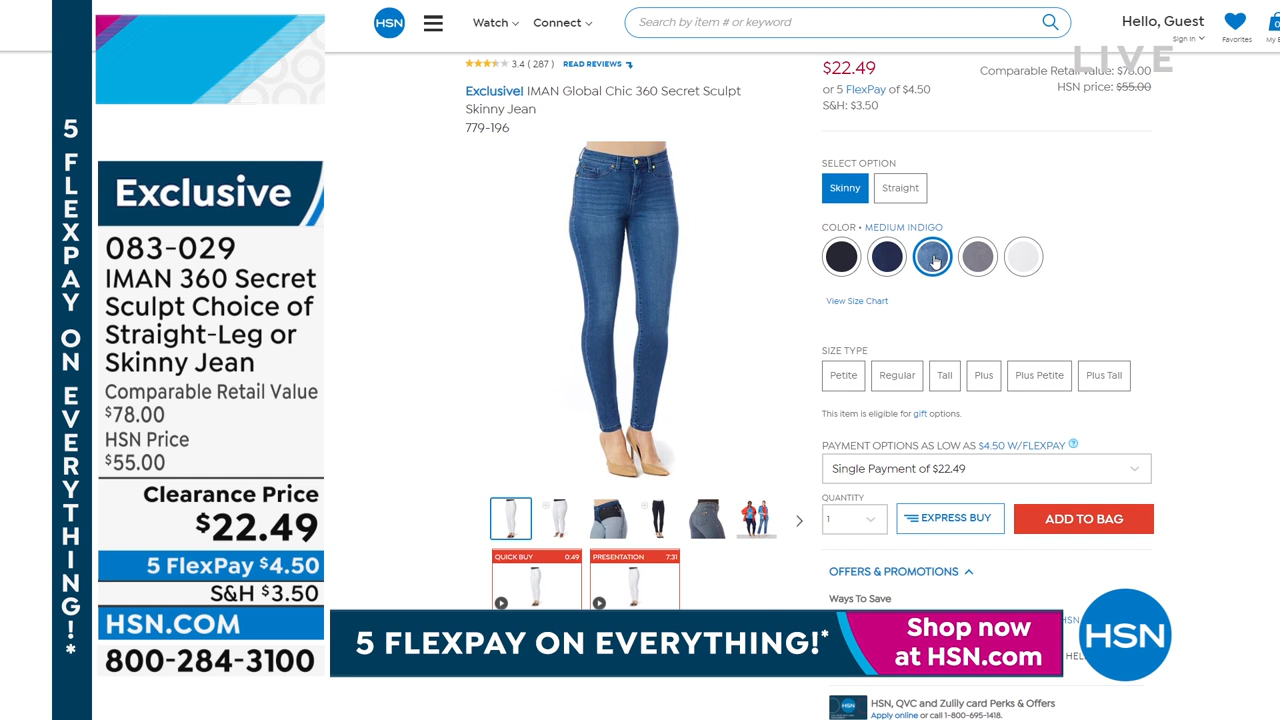 5 FLEXPAY ON EVERYTHING!*
Exclusive
083-029
IMAN 360 Secret
Sculpt Choice of
Straight-Leg or
Skinny Jean
Comparable Retail Value
$78.00
HSN Price
$55.00
Clearance Price
$22.49
5 FlexPay $4.50
S&H $3.50
HSN.COM
800-284-3100
HSN
Watch
Connect
Search by item # or keyword
Hello, Guest
Sign In
Favorites
LIVE
3.4 ( 287 )
READ REVIEWS
Exclusive! IMAN Global Chic 360 Secret Sculpt
Skinny Jean
779-196
$22.49
or 5 FlexPay of $4.50
S&H: $3.50
Comparable Retail Value: $78.00
HSN price: $55.00
SELECT OPTION
Skinny
Straight
COLOR • MEDIUM INDIGO
View Size Chart
SIZE TYPE
Petite
Regular
Tall
Plus
Plus Petite
Plus Tall
This item is eligible for gift options.
PAYMENT OPTIONS AS LOW AS $4.50 W/FLEXPAY
Single Payment of $22.49
QUANTITY
1
EXPRESS BUY
ADD TO BAG
QUICK BUY 0:49
PRESENTATION 7:31
OFFERS & PROMOTIONS
Ways To Save
5 FLEXPAY ON EVERYTHING!*
Shop now
at HSN.com
HSN
HSN, QVC and Zulily card Perks & Offers
Apply online or call 1-800-695-1418.